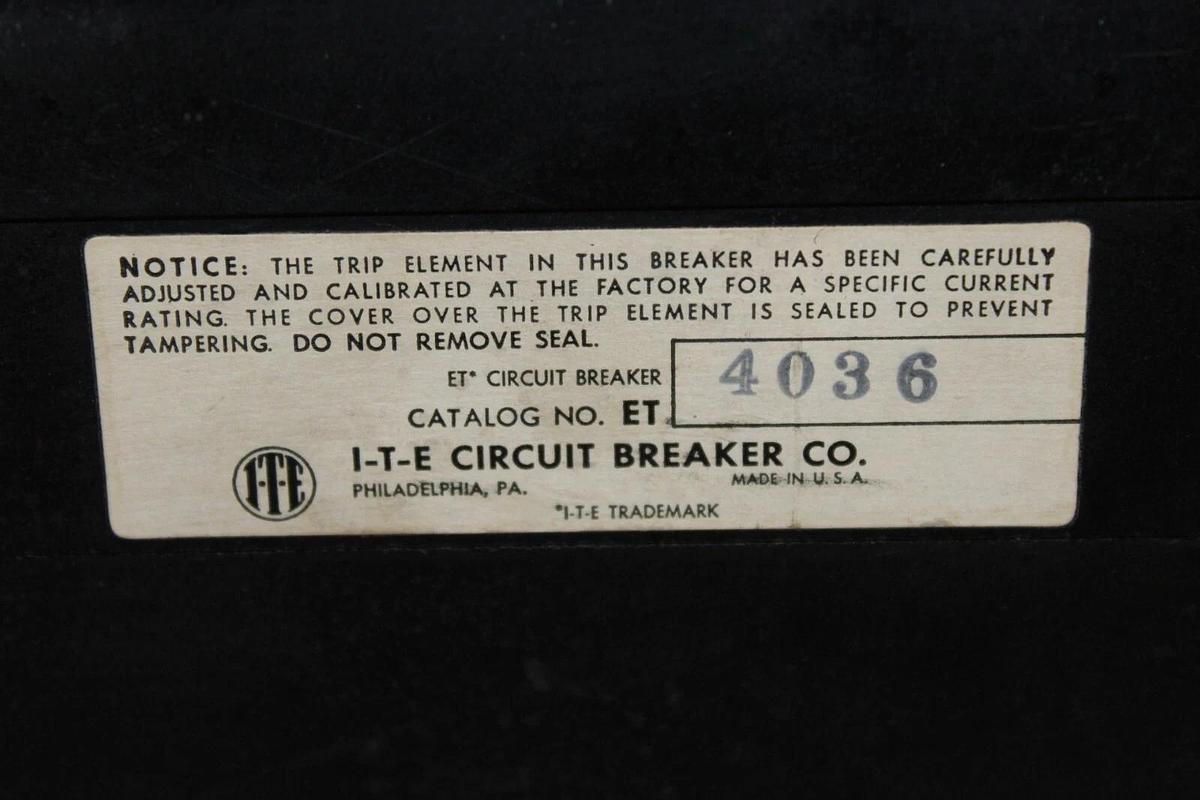 NOTICE: THE TRIP ELEMENT IN THIS BREAKER HAS BEEN CAREFULLY
ADJUSTED AND CALIBRATED AT THE FACTORY FOR A SPECIFIC CURRENT
RATING. THE COVER OVER THE TRIP ELEMENT IS SEALED TO PREVENT
TAMPERING. DO NOT REMOVE SEAL.
ET* CIRCUIT BREAKER
CATALOG NO. ET 4036
I-T-E
I-T-E CIRCUIT BREAKER CO.
PHILADELPHIA, PA. MADE IN U.S.A.
*I-T-E TRADEMARK